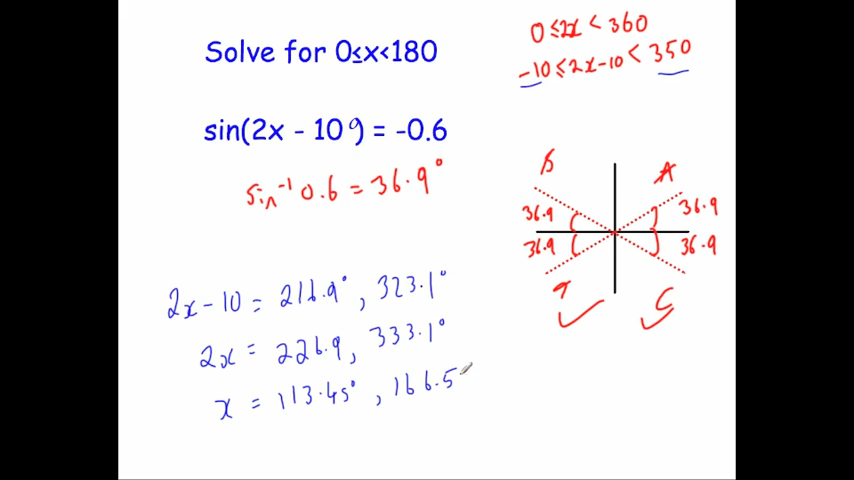 Solve for 0≤x<180
0 ≤ 2x < 360
-10 ≤ 2x-10 < 350
sin(2x - 10°) = -0.6
sin⁻¹ 0.6 = 36.9°
S A
36.9 36.9
36.9 36.9
T C
2x-10 = 216.9°, 323.1°
2x = 226.9, 333.1°
x = 113.45°, 166.5